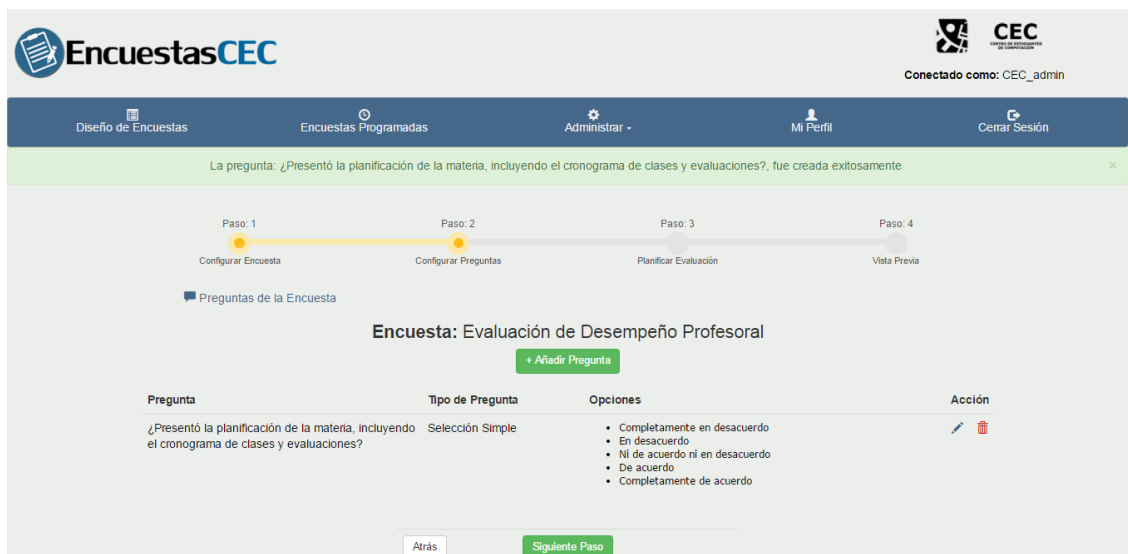 EncuestasCEC
CEC
CENTRO DE ESTUDIANTES
DE COMPUTACIÓN
Conectado como: CEC_admin
Diseño de Encuestas
Encuestas Programadas
Administrar
Mi Perfil
Cerrar Sesión
La pregunta: ¿Presentó la planificación de la materia, incluyendo el cronograma de clases y evaluaciones?, fue creada exitosamente ×
Paso: 1
Paso: 2
Paso: 3
Paso: 4
Configurar Encuesta
Configurar Preguntas
Planificar Evaluación
Vista Previa
Preguntas de la Encuesta
Encuesta: Evaluación de Desempeño Profesoral
+ Añadir Pregunta
Pregunta
Tipo de Pregunta
Opciones
Acción
¿Presentó la planificación de la materia, incluyendo
el cronograma de clases y evaluaciones?
Selección Simple
• Completamente en desacuerdo
• En desacuerdo
• Ni de acuerdo ni en desacuerdo
• De acuerdo
• Completamente de acuerdo
Atrás
Siguiente Paso